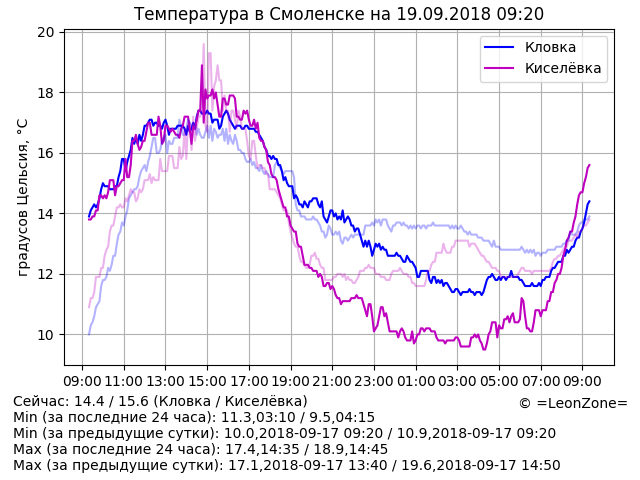 Температура в Смоленске на 19.09.2018 09:20
градусов Цельсия, °C
20
18
16
14
12
10
Кловка
Киселёвка
09:00 11:00 13:00 15:00 17:00 19:00 21:00 23:00 01:00 03:00 05:00 07:00 09:00
Сейчас: 14.4 / 15.6 (Кловка / Киселёвка)
© =LeonZone=
Min (за последние 24 часа): 11.3,03:10 / 9.5,04:15
Min (за предыдущие сутки): 10.0,2018-09-17 09:20 / 10.9,2018-09-17 09:20
Max (за последние 24 часа): 17.4,14:35 / 18.9,14:45
Max (за предыдущие сутки): 17.1,2018-09-17 13:40 / 19.6,2018-09-17 14:50